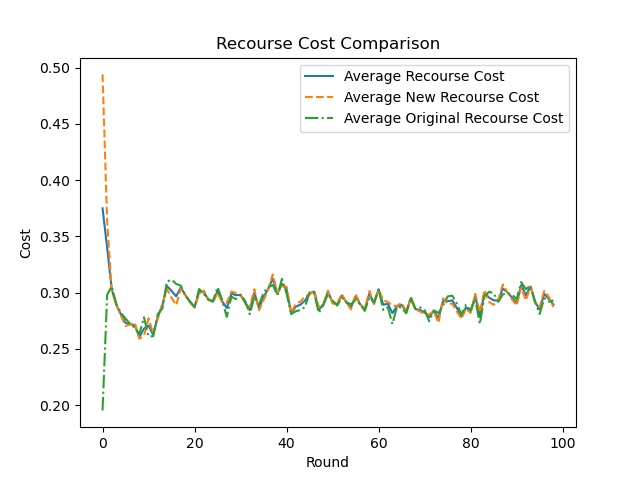 Recourse Cost Comparison
Average Recourse Cost
Average New Recourse Cost
Average Original Recourse Cost
0.50
0.45
0.40
0.35
0.30
0.25
0.20
Cost
0 20 40 60 80 100
Round